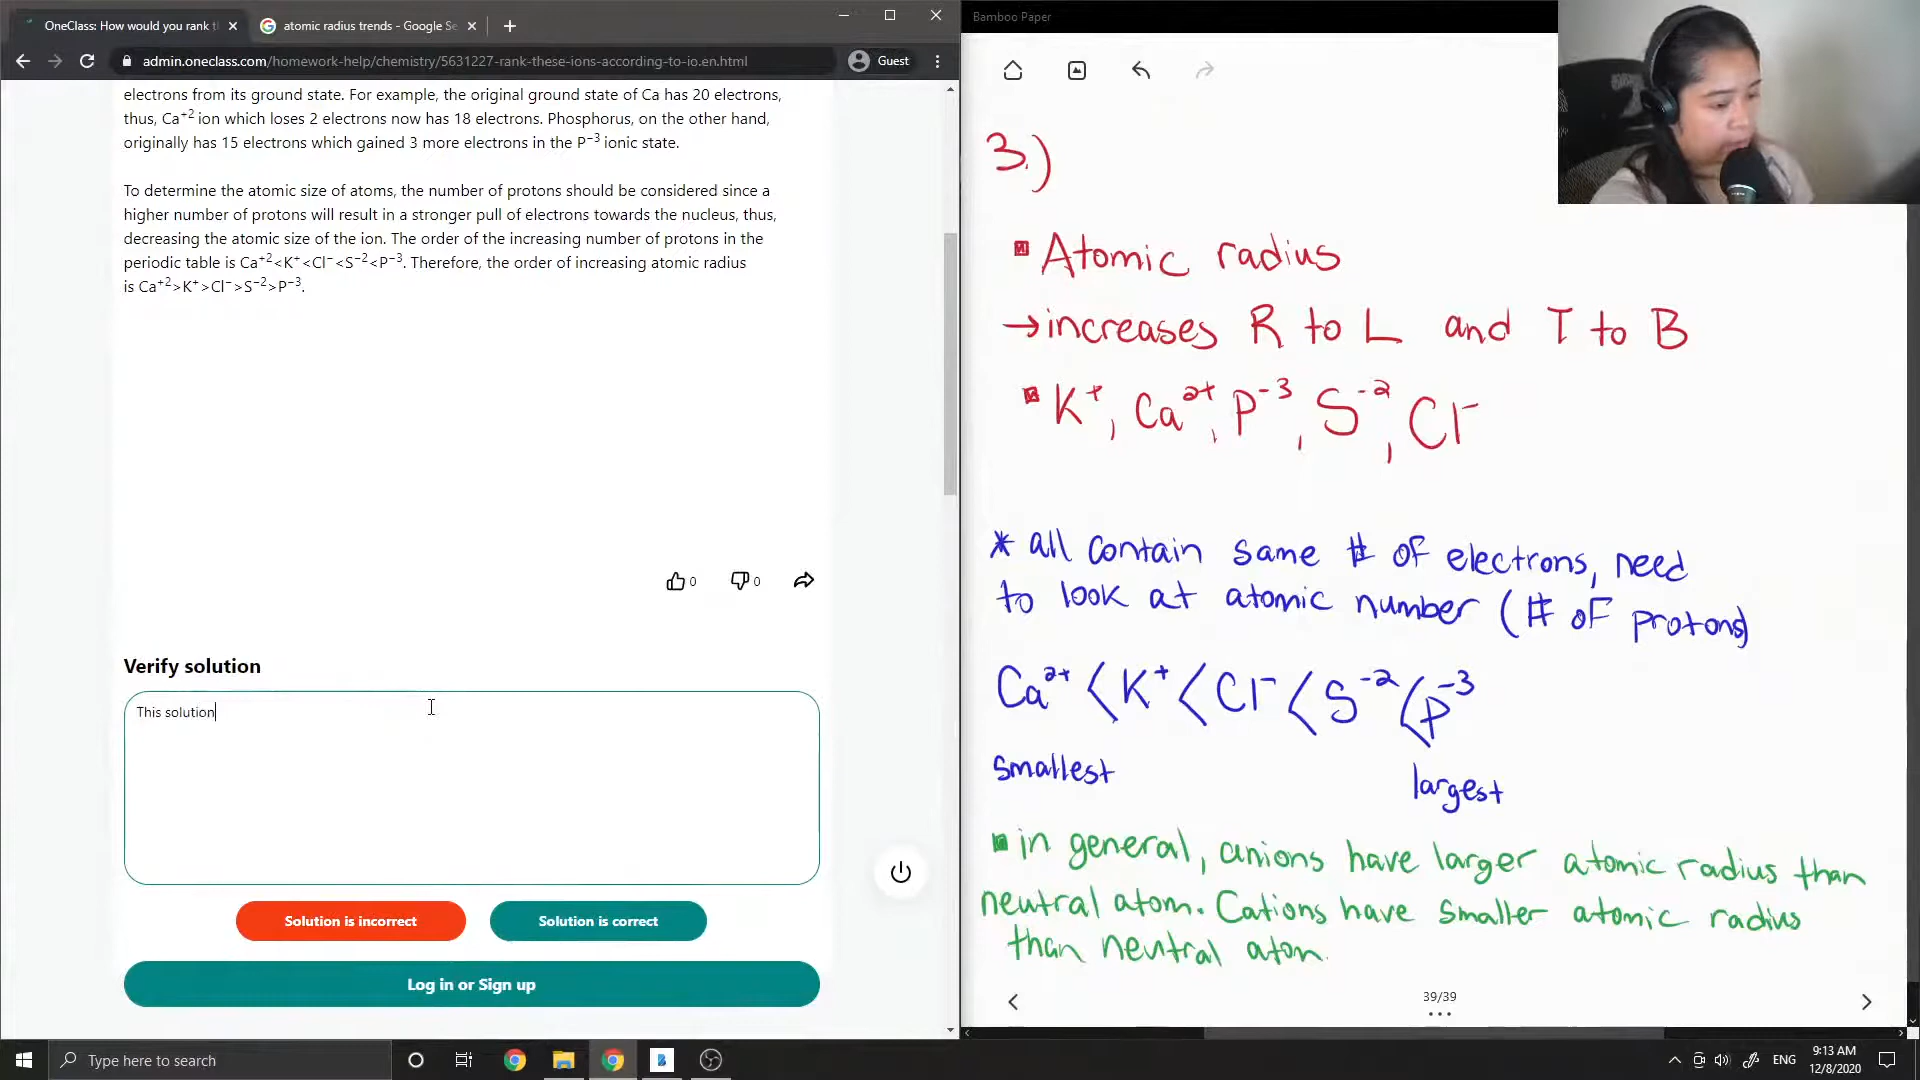 OneClass: How would you rank t
atomic radius trends - Google Se
admin.oneclass.com/homework-help/chemistry/5631227-rank-these-ions-according-to-io.en.html
Guest
electrons from its ground state. For example, the original ground state of Ca has 20 electrons,
thus, Ca⁺² ion which loses 2 electrons now has 18 electrons. Phosphorus, on the other hand,
originally has 15 electrons which gained 3 more electrons in the P⁻³ ionic state.
To determine the atomic size of atoms, the number of protons should be considered since a
higher number of protons will result in a stronger pull of electrons towards the nucleus, thus,
decreasing the atomic size of the ion. The order of the increasing number of protons in the
periodic table is Ca⁺²<K⁺<Cl⁻<S⁻²<P⁻³. Therefore, the order of increasing atomic radius
is Ca⁺²>K⁺>Cl⁻>S⁻²>P⁻³.
0
0
Verify solution
This solution
Solution is incorrect
Solution is correct
Log in or Sign up
Bamboo Paper
3.)
Atomic radius
→increases R to L and T to B
K⁺, Ca²⁺, P⁻³, S⁻², Cl⁻
* all contain same # of electrons, need
to look at atomic number (# of protons)
Ca²⁺ < K⁺ < Cl⁻ < S⁻² < P⁻³
smallest
largest
in general, anions have larger atomic radius than
neutral atom. Cations have smaller atomic radius
than neutral atom.
39/39
Type here to search
ENG
9:13 AM
12/8/2020